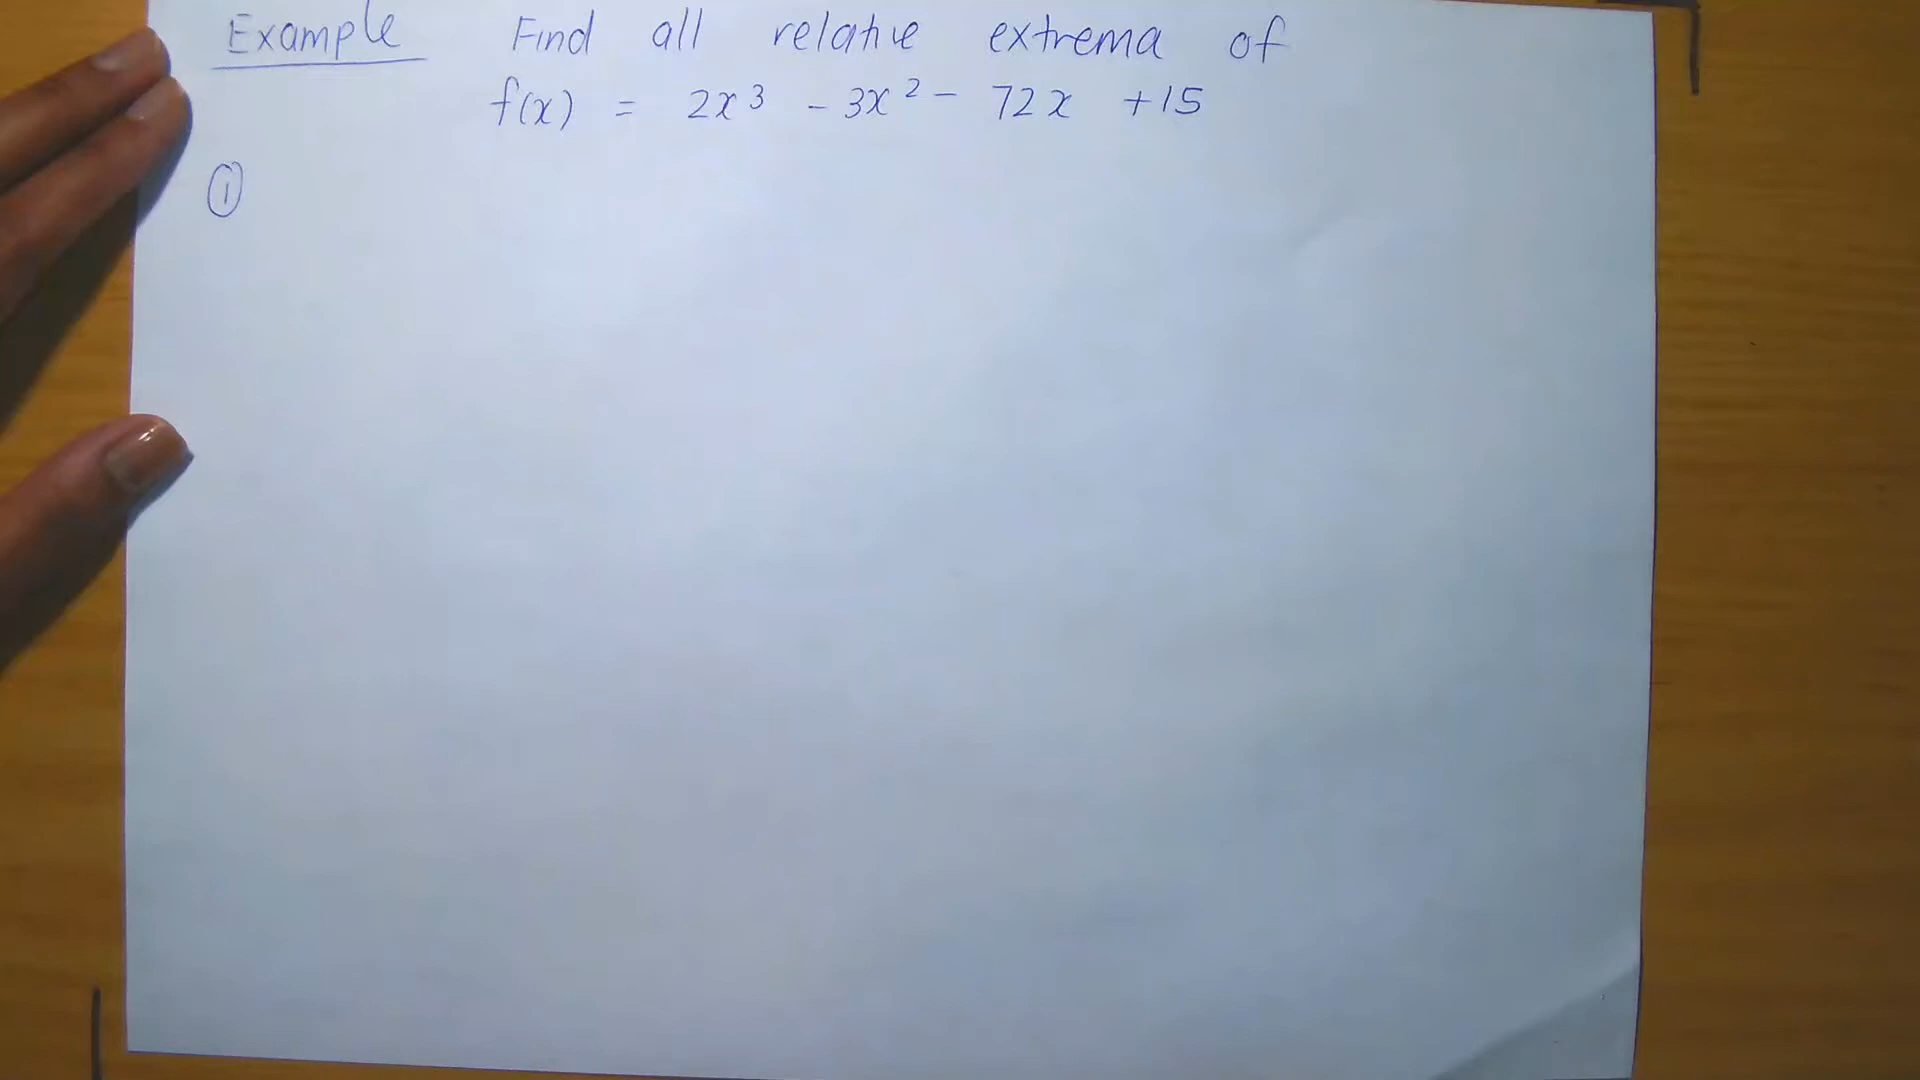 Example Find all relative extrema of
f(x) = 2x³ - 3x² - 72x + 15
①